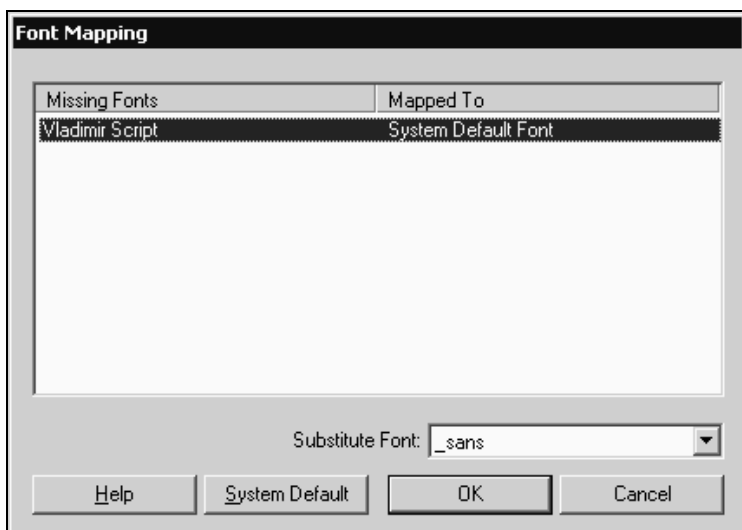 Font Mapping
Missing Fonts Mapped To
Vladimir Script System Default Font
Substitute Font: _sans
Help System Default OK Cancel